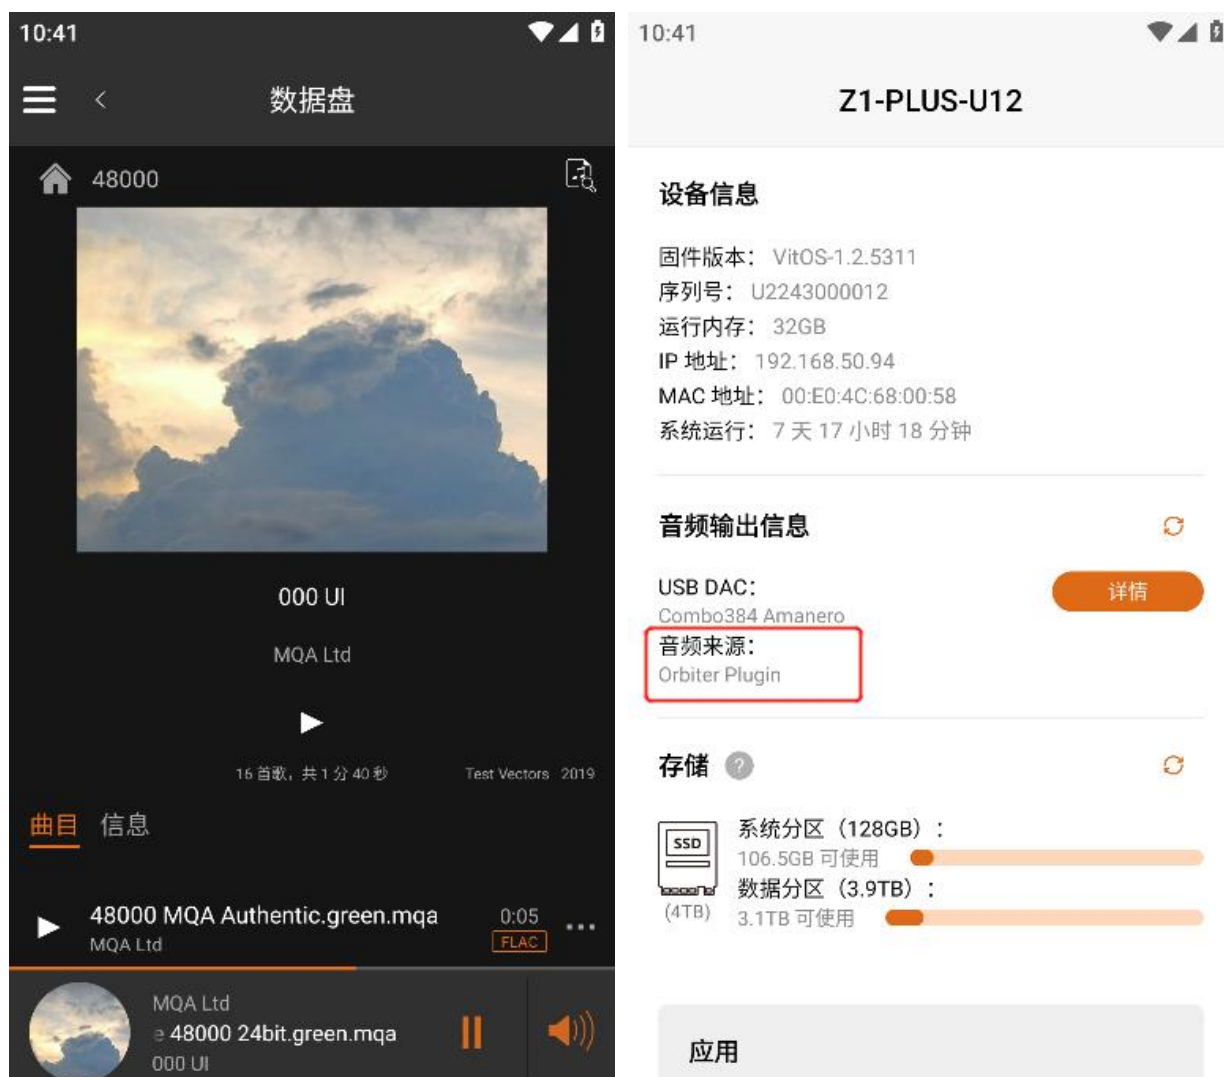 10:41
数据盘
48000
000 UI
MQA Ltd
16 首歌，共 1 分 40 秒
Test Vectors 2019
曲目 信息
48000 MQA Authentic.green.mqa
0:05
MQA Ltd
FLAC
MQA Ltd
e 48000 24bit.green.mqa
000 UI
10:41
Z1-PLUS-U12
设备信息
固件版本： VitOS-1.2.5311
序列号： U2243000012
运行内存： 32GB
IP 地址： 192.168.50.94
MAC 地址： 00:E0:4C:68:00:58
系统运行： 7 天 17 小时 18 分钟
音频输出信息
USB DAC：
详情
Combo384 Amanero
音频来源：
Orbiter Plugin
存储 ?
SSD
(4TB)
系统分区（128GB）：
106.5GB 可使用
数据分区（3.9TB）：
3.1TB 可使用
应用